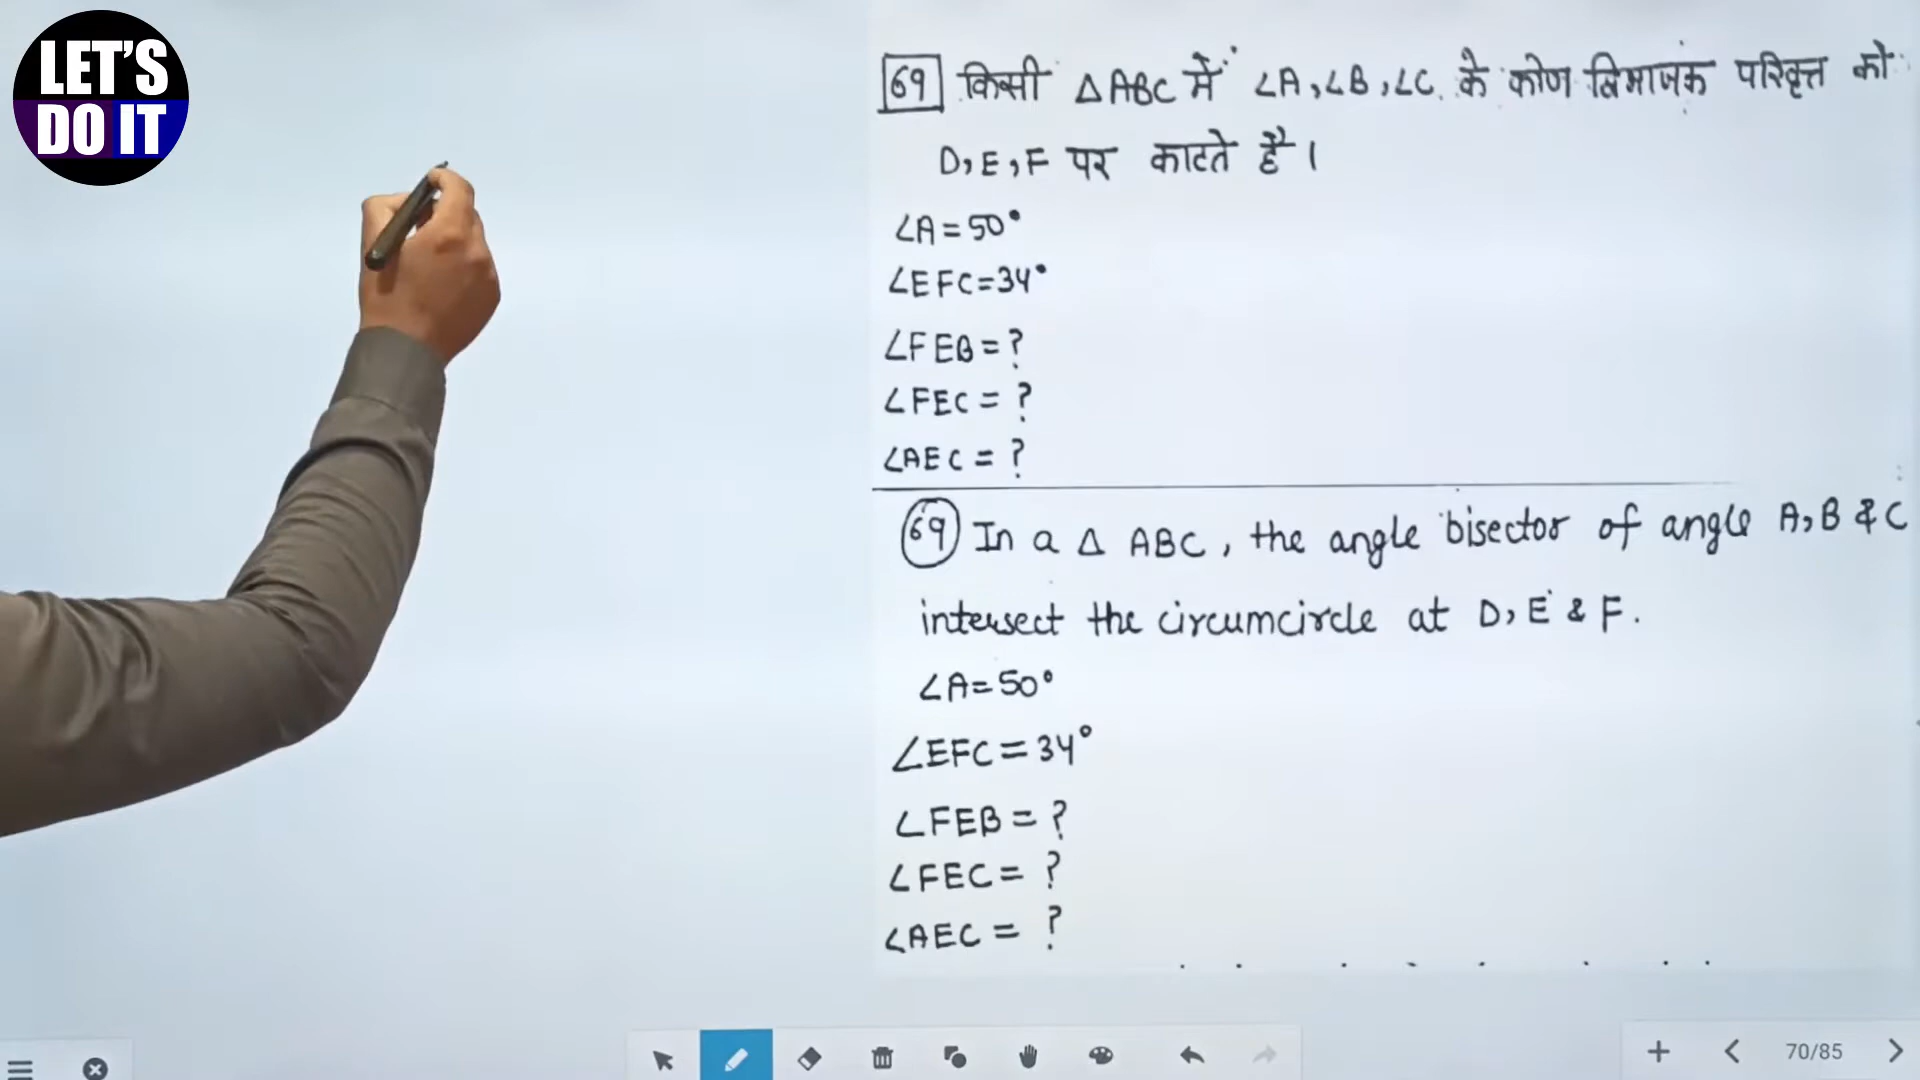 LET'S
DO IT
69 किसी △ABC में ∠A, ∠B, ∠C के कोण विभाजक परिवृत्त को
D, E, F पर काटते है।
∠A = 50°
∠EFC = 34°
∠FEB = ?
∠FEC = ?
∠AEC = ?
69 In a △ ABC, the angle bisector of angle A, B & C
intersect the circumcircle at D, E & F.
∠A = 50°
∠EFC = 34°
∠FEB = ?
∠FEC = ?
∠AEC = ?
70/85